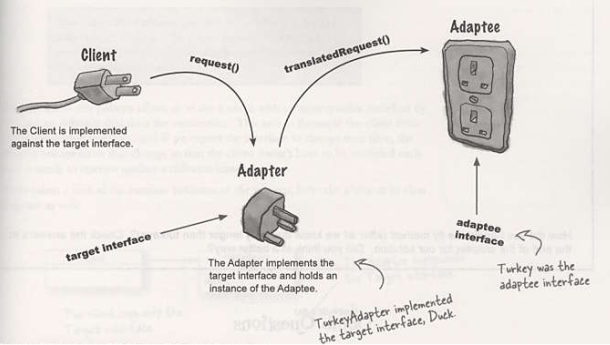 Client
request()
translatedRequest()
Adaptee
The Client is implemented
against the target interface.
Adapter
target interface
The Adapter implements the
target interface and holds an
instance of the Adaptee.
adaptee
interface
Turkey was the
adaptee interface
TurkeyAdapter implemented
the target interface, Duck.